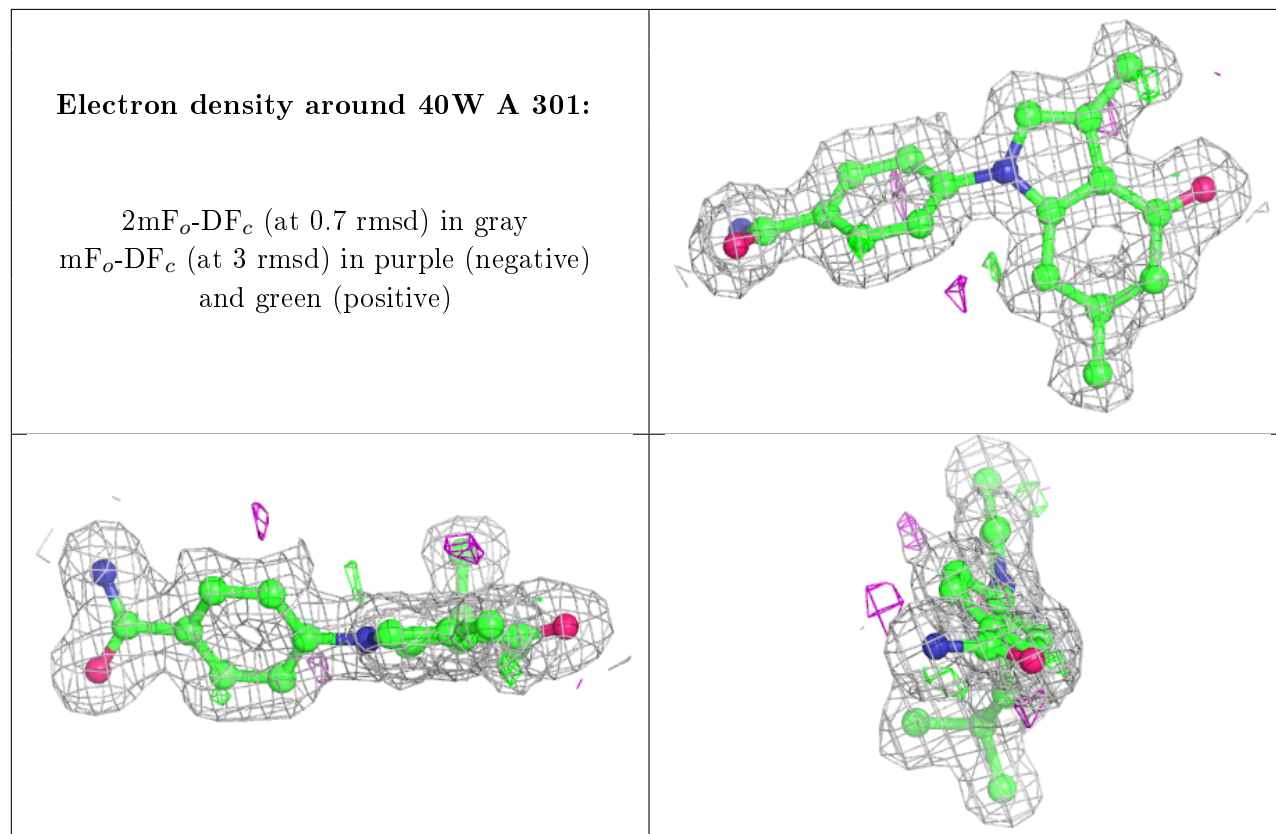 Electron density around 40W A 301:
2mFo-DFc (at 0.7 rmsd) in gray
mFo-DFc (at 3 rmsd) in purple (negative)
and green (positive)